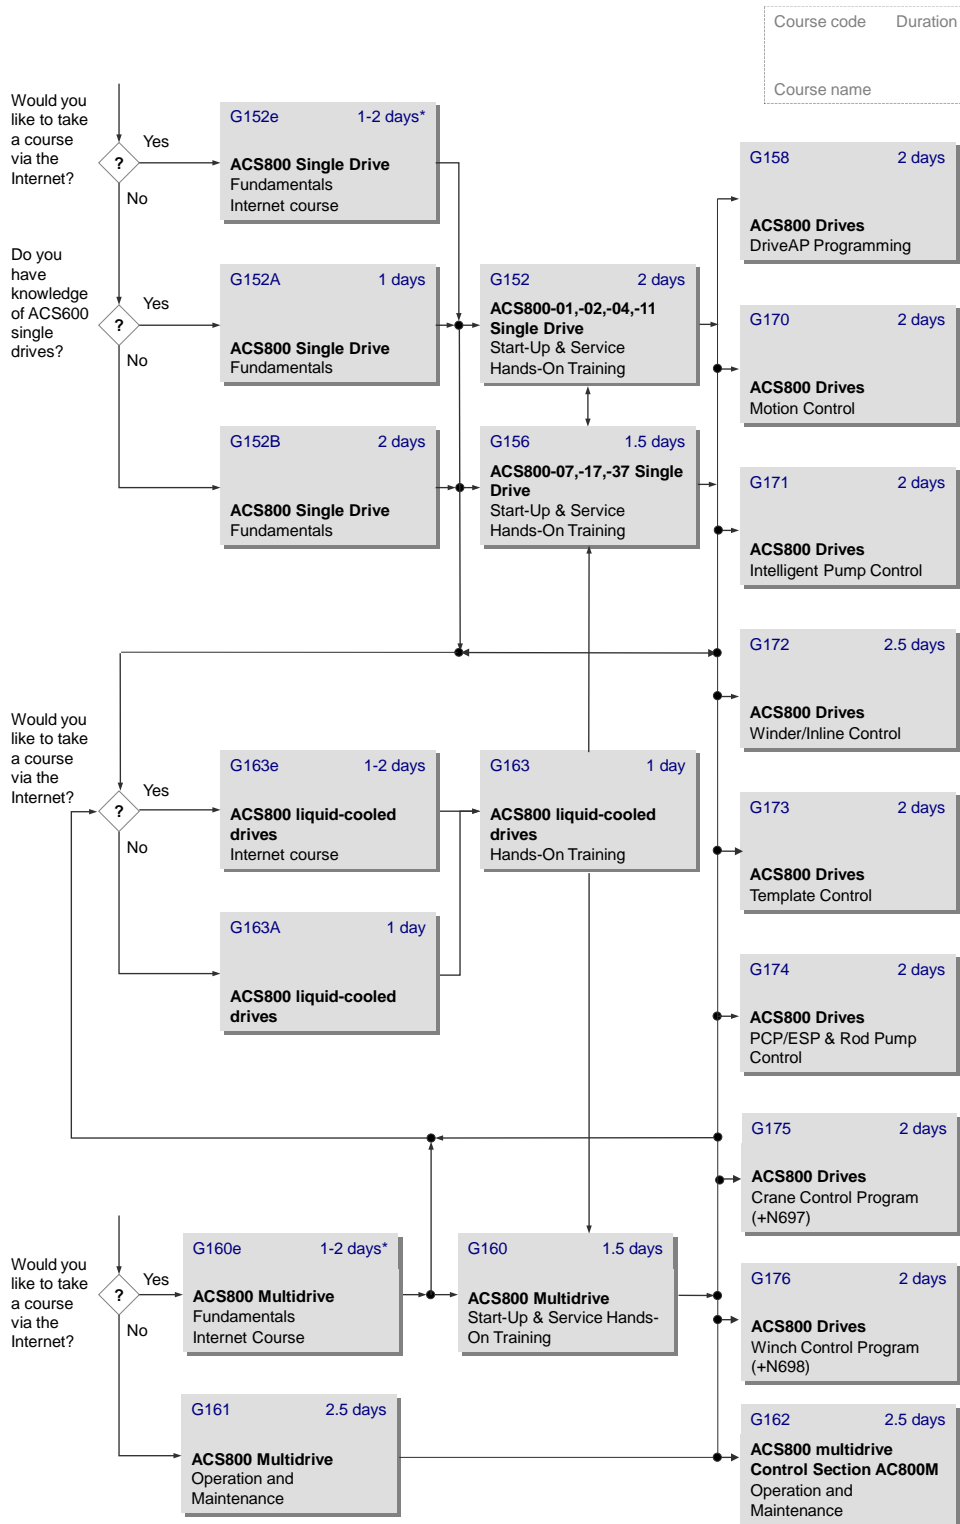 Course code Duration
Course name
Would you
like to take
a course
via the
Internet?
?
Yes
No
G152e 1-2 days*
ACS800 Single Drive
Fundamentals
Internet course
G158 2 days
ACS800 Drives
DriveAP Programming
Do you
have
knowledge
of ACS600
single
drives?
?
Yes
No
G152A 1 days
ACS800 Single Drive
Fundamentals
G152 2 days
ACS800-01,-02,-04,-11
Single Drive
Start-Up & Service
Hands-On Training
G170 2 days
ACS800 Drives
Motion Control
G152B 2 days
ACS800 Single Drive
Fundamentals
G156 1.5 days
ACS800-07,-17,-37 Single
Drive
Start-Up & Service
Hands-On Training
G171 2 days
ACS800 Drives
Intelligent Pump Control
G172 2.5 days
ACS800 Drives
Winder/Inline Control
Would you
like to take
a course
via the
Internet?
?
Yes
No
G163e 1-2 days
ACS800 liquid-cooled
drives
Internet course
G163 1 day
ACS800 liquid-cooled
drives
Hands-On Training
G173 2 days
ACS800 Drives
Template Control
G163A 1 day
ACS800 liquid-cooled
drives
G174 2 days
ACS800 Drives
PCP/ESP & Rod Pump
Control
G175 2 days
ACS800 Drives
Crane Control Program
(+N697)
Would you
like to take
a course
via the
Internet?
?
Yes
No
G160e 1-2 days*
ACS800 Multidrive
Fundamentals
Internet Course
G160 1.5 days
ACS800 Multidrive
Start-Up & Service Hands-
On Training
G176 2 days
ACS800 Drives
Winch Control Program
(+N698)
G161 2.5 days
ACS800 Multidrive
Operation and
Maintenance
G162 2.5 days
ACS800 multidrive
Control Section AC800M
Operation and
Maintenance